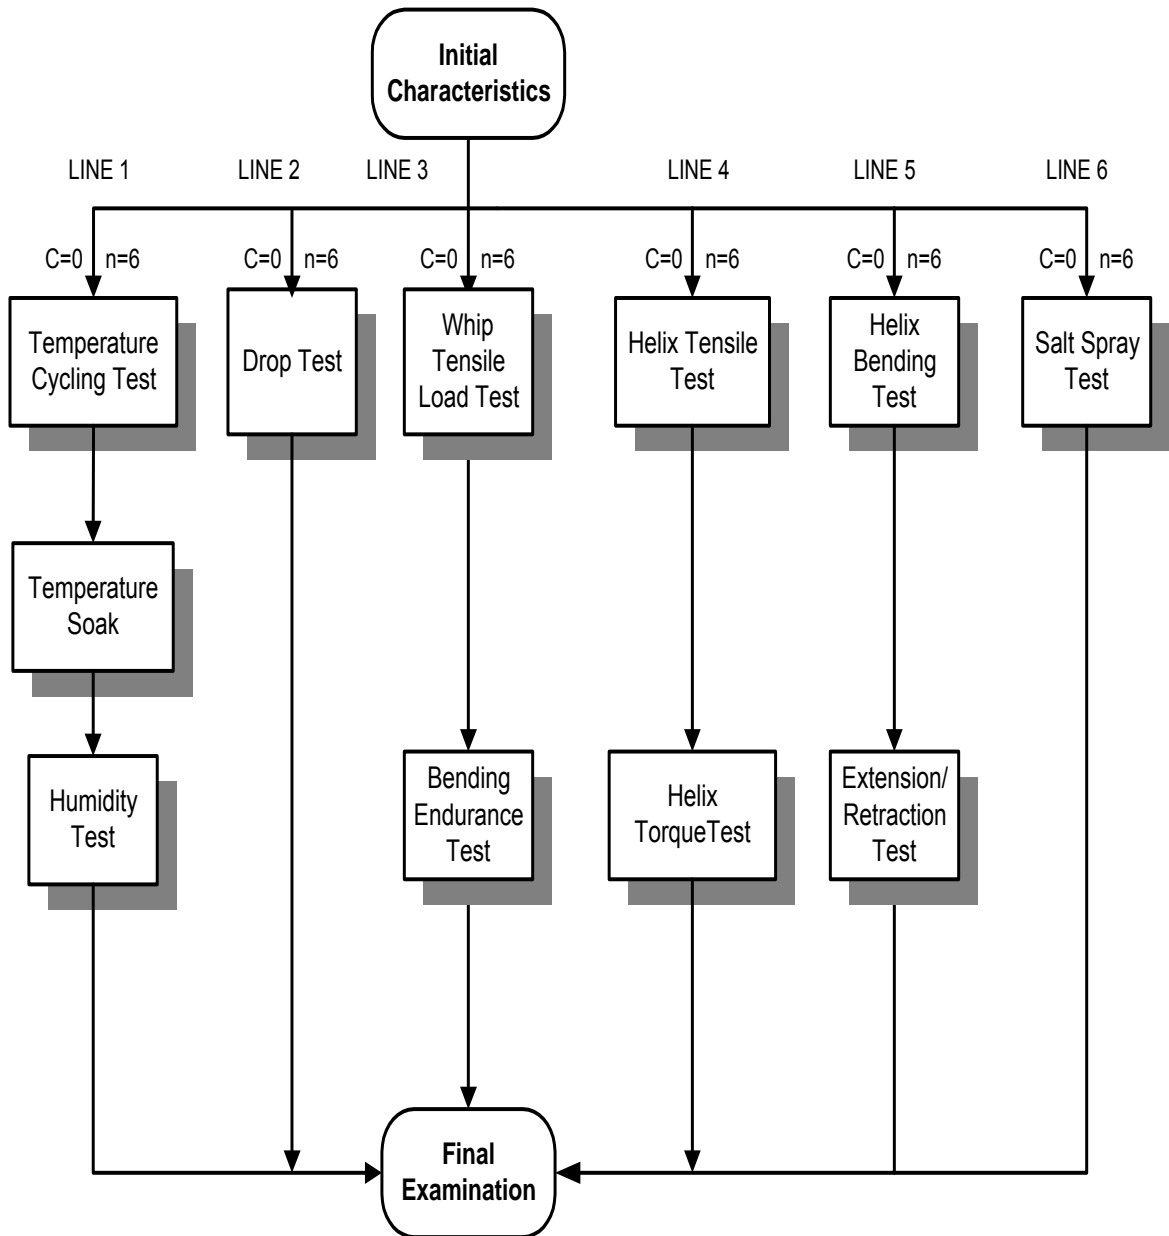 Initial
Characteristics
LINE 1
LINE 2
LINE 3
LINE 4
LINE 5
LINE 6
C=0 n=6
C=0 n=6
C=0 n=6
C=0 n=6
C=0 n=6
C=0 n=6
Temperature
Cycling Test
Drop Test
Whip
Tensile
Load Test
Helix Tensile
Test
Helix
Bending
Test
Salt Spray
Test
Temperature
Soak
Humidity
Test
Bending
Endurance
Test
Helix
TorqueTest
Extension/
Retraction
Test
Final
Examination